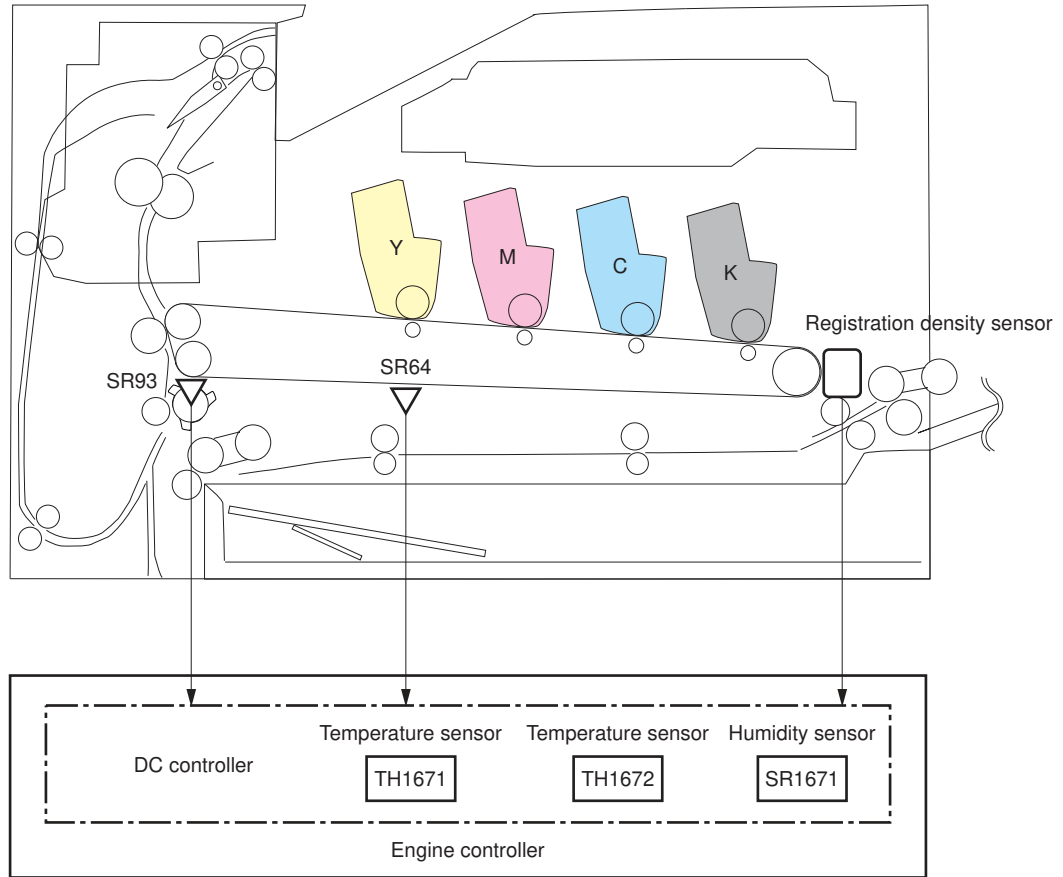 Y
M
C
K
Registration density sensor
SR93
SR64
Temperature sensor
Temperature sensor
Humidity sensor
DC controller
TH1671
TH1672
SR1671
Engine controller